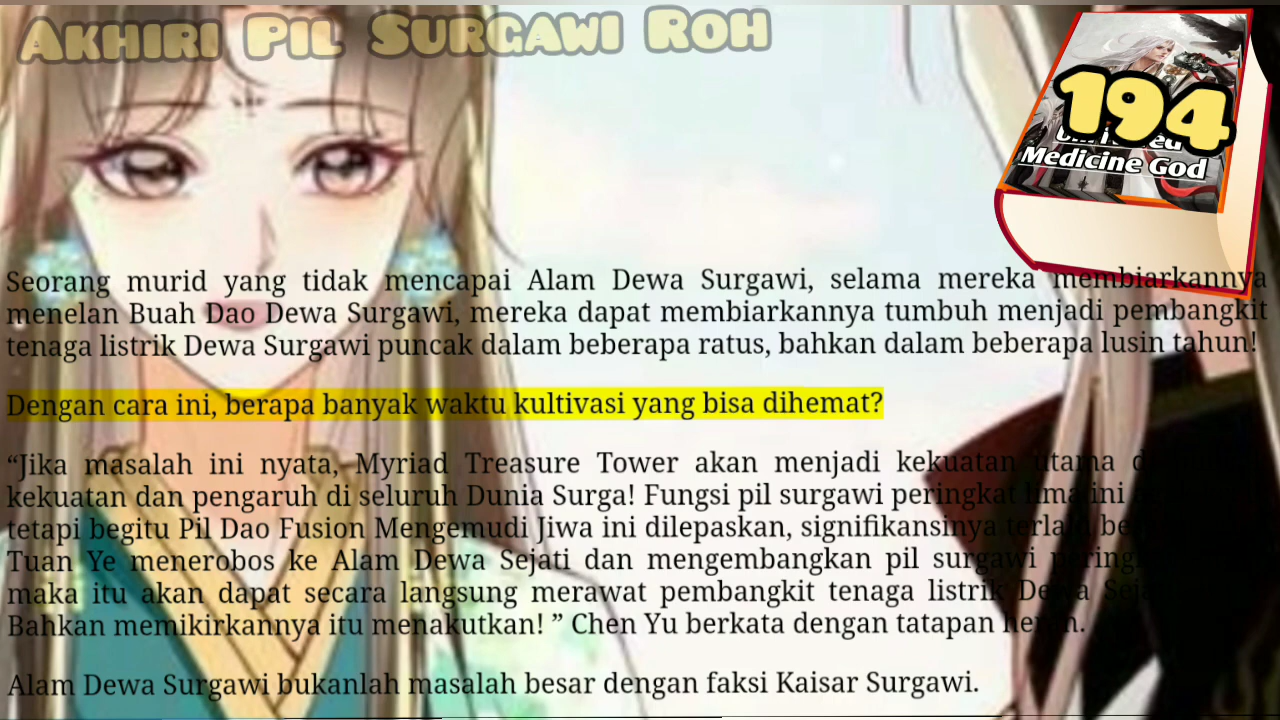 Akhiri Pil Surgawi Roh
194
Medicine God
Seorang murid yang tidak mencapai Alam Dewa Surgawi, selama mereka membiarkannya
menelan Buah Dao Dewa Surgawi, mereka dapat membiarkannya tumbuh menjadi pembangkit
tenaga listrik Dewa Surgawi puncak dalam beberapa ratus, bahkan dalam beberapa lusin tahun!
Dengan cara ini, berapa banyak waktu kultivasi yang bisa dihemat?
“Jika masalah ini nyata, Myriad Treasure Tower akan menjadi kekuatan utama
kekuatan dan pengaruh di seluruh Dunia Surga! Fungsi pil surgawi peringkat lima ini
tetapi begitu Pil Dao Fusion Mengemudi Jiwa ini dilepaskan, signifikansinya terlalu
Tuan Ye menerobos ke Alam Dewa Sejati dan mengembangkan pil surgawi
maka itu akan dapat secara langsung merawat pembangkit tenaga listrik Dewa
Bahkan memikirkannya itu menakutkan! ” Chen Yu berkata dengan tatapan heran.
Alam Dewa Surgawi bukanlah masalah besar dengan faksi Kaisar Surgawi.